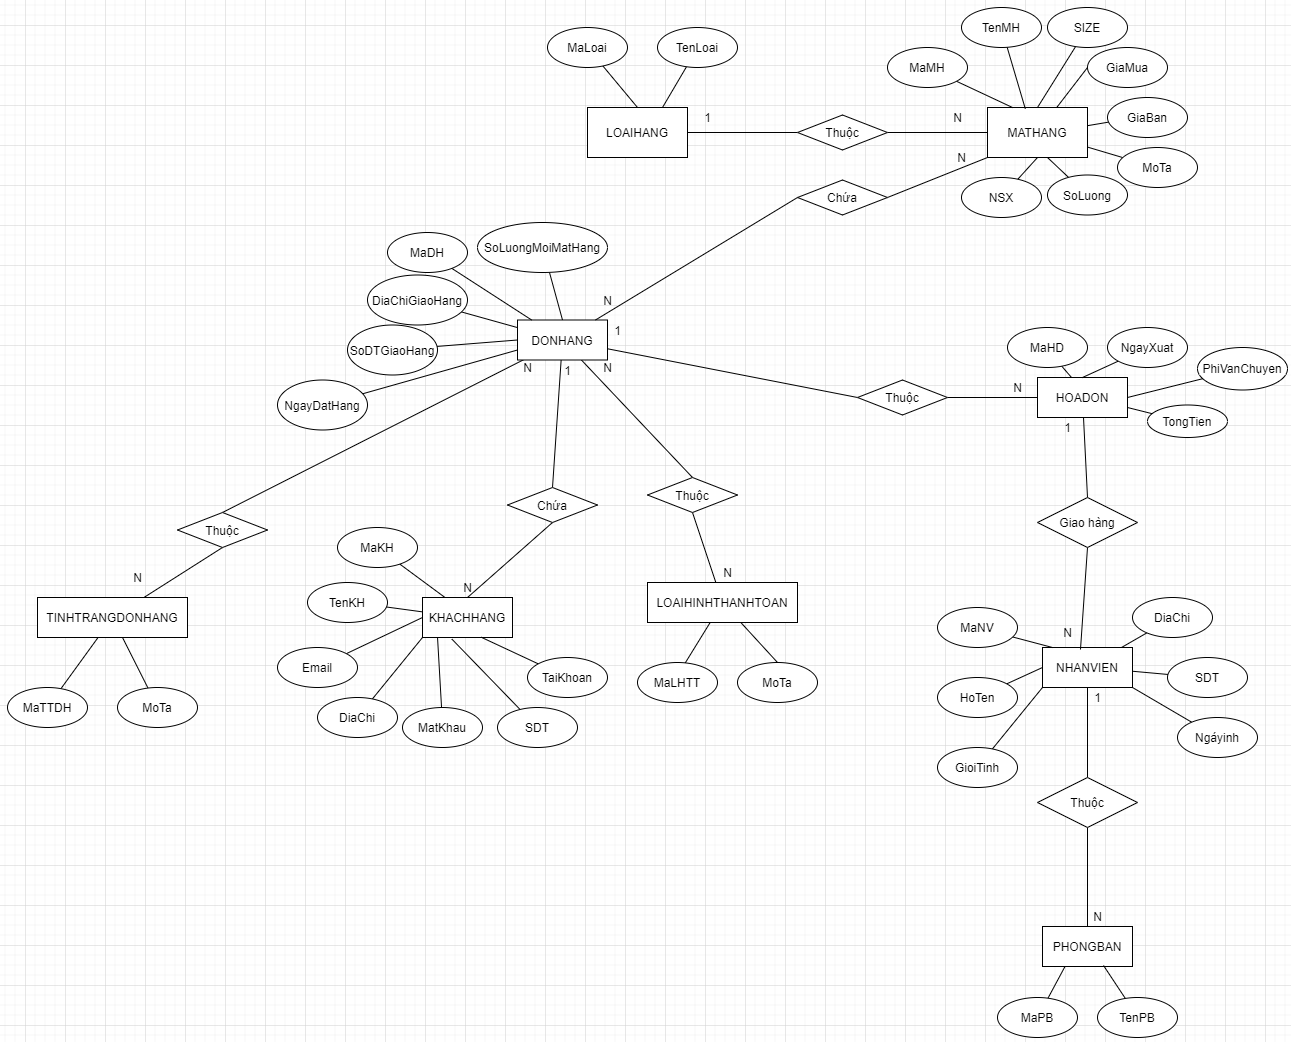 TenMH
SIZE
MaLoai
TenLoai
MaMH
GiaMua
1
N
GiaBan
LOAIHANG
Thuộc
MATHANG
N
MoTa
Chứa
NSX
SoLuong
MaDH
SoLuongMoiMatHang
DiaChiGiaoHang
N
1
SoDTGiaoHang
DONHANG
MaHD
NgayXuat
N
1
N
PhiVanChuyen
NgayDatHang
Thuộc
N
HOADON
TongTien
1
Thuộc
Chứa
Thuộc
Giao hàng
MaKH
N
N
N
TenKH
TINHTRANGDONHANG
KHACHHANG
LOAIHINHTHANHTOAN
MaNV
N
DiaChi
Email
TaiKhoan
NHANVIEN
SDT
MaTTDH
MoTa
DiaChi
MatKhau
SDT
MaLHTT
MoTa
HoTen
1
Ngáyinh
GioiTinh
Thuộc
N
PHONGBAN
MaPB
TenPB